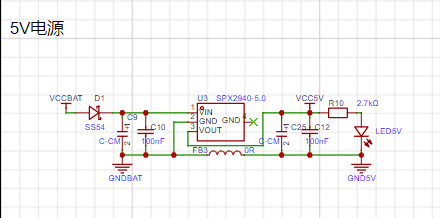 5V电源
VCCBAT D1 U3 SPX2940-5.0 VCC5V R10 2.7kΩ
SS54 C9 C10 100nF C-CM
1 VIN
2 GND GND 4
3 VOUT
C25 C12 100nF C-CM LED5V
FB3 0R
GNDBAT GND5V